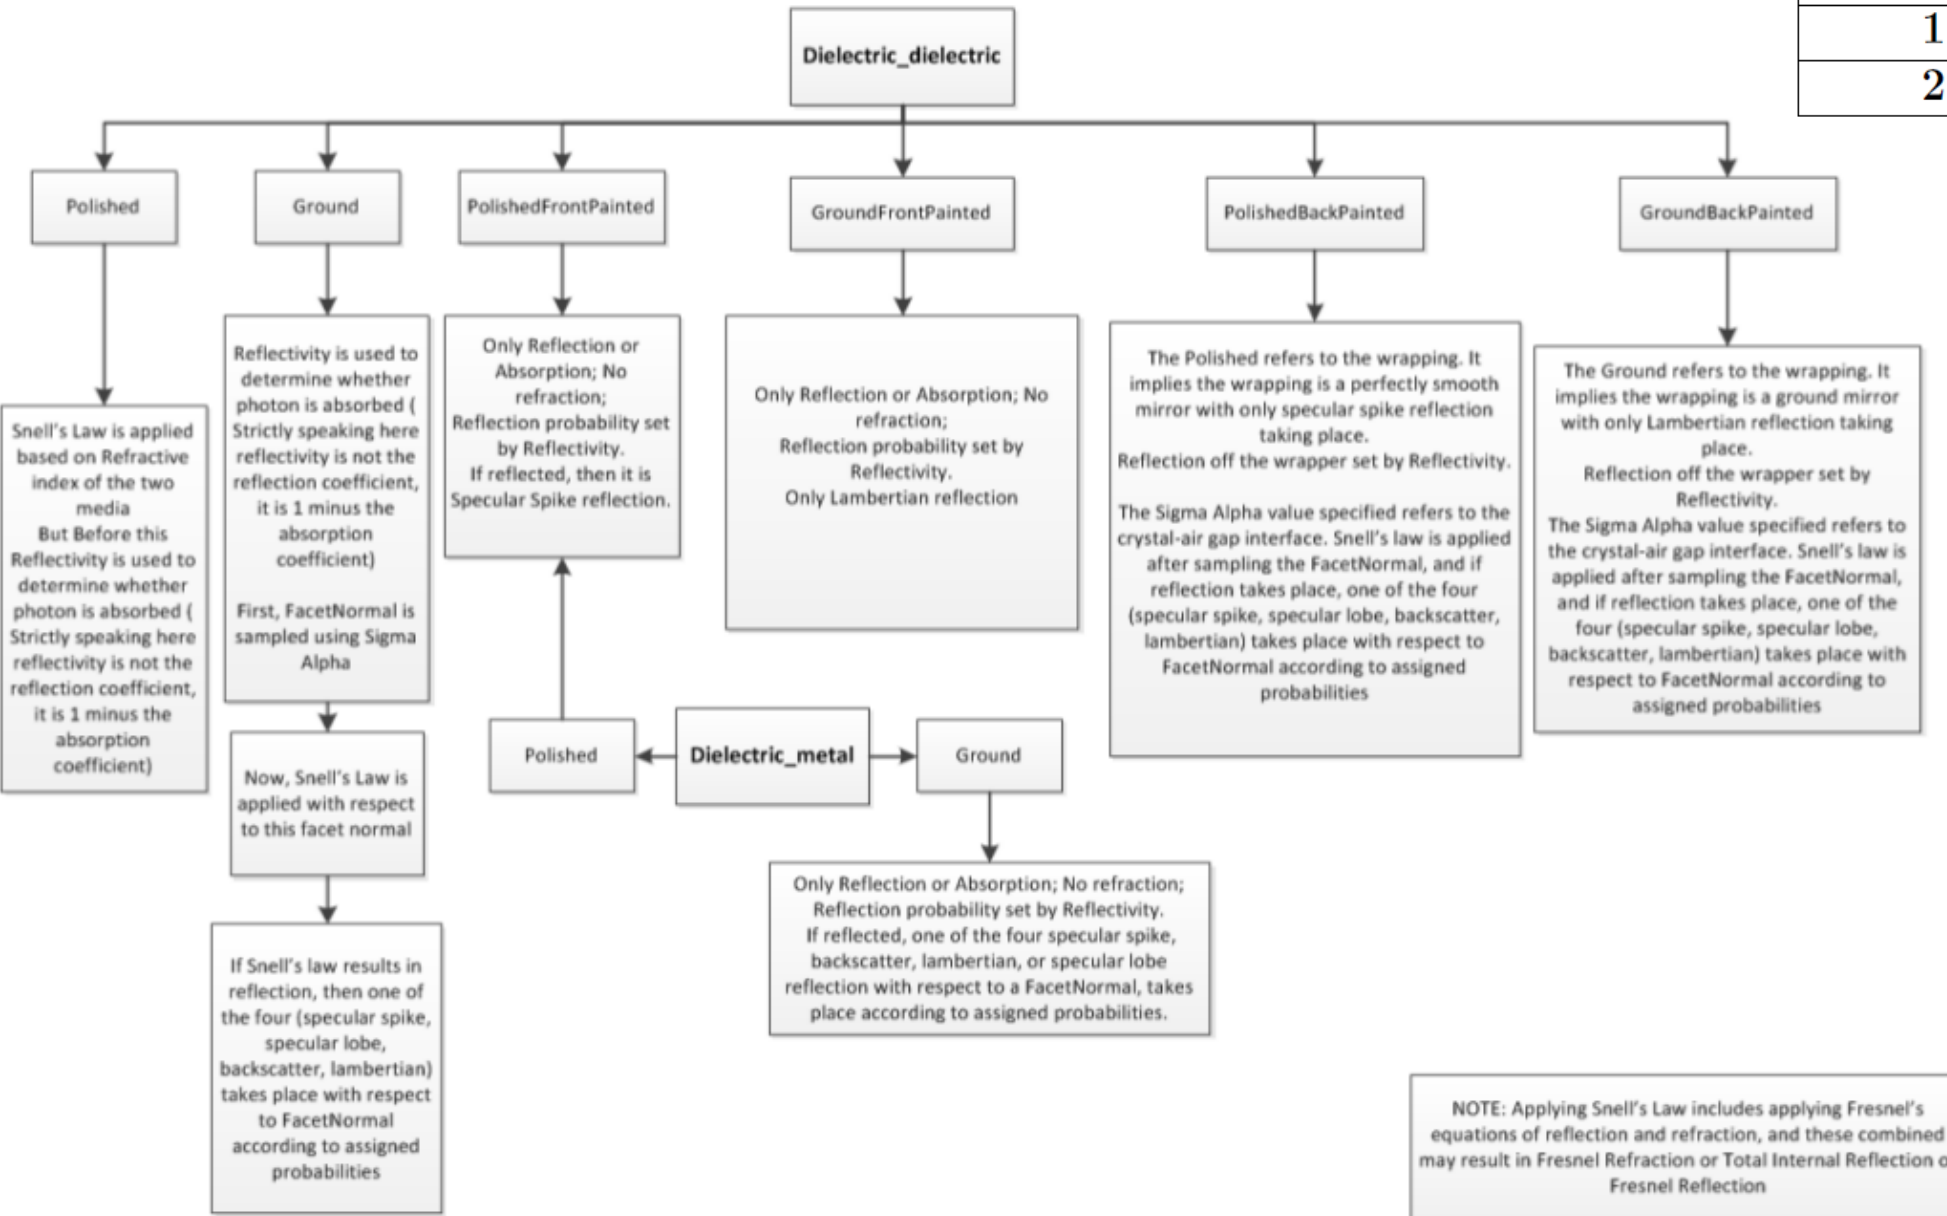 1
2
Dielectric_dielectric
Polished
Ground
PolishedFrontPainted
GroundFrontPainted
PolishedBackPainted
GroundBackPainted
Snell's Law is applied
based on Refractive
index of the two
media
But Before this
Reflectivity is used to
determine whether
photon is absorbed (
Strictly speaking here
reflectivity is not the
reflection coefficient,
it is 1 minus the
absorption
coefficient)
Reflectivity is used to
determine whether
photon is absorbed (
Strictly speaking here
reflectivity is not the
reflection coefficient,
it is 1 minus the
absorption
coefficient)
First, FacetNormal is
sampled using Sigma
Alpha
Now, Snell's Law is
applied with respect
to this facet normal
If Snell's law results in
reflection, then one of
the four (specular spike,
specular lobe,
backscatter, lambertian)
takes place with respect
to FacetNormal
according to assigned
probabilities
Only Reflection or
Absorption; No
refraction;
Reflection probability set
by Reflectivity.
If reflected, then it is
Specular Spike reflection.
Only Reflection or Absorption; No
refraction;
Reflection probability set by
Reflectivity.
Only Lambertian reflection
The Polished refers to the wrapping. It
implies the wrapping is a perfectly smooth
mirror with only specular spike reflection
taking place.
Reflection off the wrapper set by Reflectivity.
The Sigma Alpha value specified refers to the
crystal-air gap interface. Snell's law is applied
after sampling the FacetNormal, and if
reflection takes place, one of the four
(specular spike, specular lobe, backscatter,
lambertian) takes place with respect to
FacetNormal according to assigned
probabilities
The Ground refers to the wrapping. It
implies the wrapping is a ground mirror
with only Lambertian reflection taking
place.
Reflection off the wrapper set by
Reflectivity.
The Sigma Alpha value specified refers to
the crystal-air gap interface. Snell's law is
applied after sampling the FacetNormal,
and if reflection takes place, one of the
four (specular spike, specular lobe,
backscatter, lambertian) takes place with
respect to FacetNormal according to
assigned probabilities
Polished
Dielectric_metal
Ground
Only Reflection or Absorption; No refraction;
Reflection probability set by Reflectivity.
If reflected, one of the four specular spike,
backscatter, lambertian, or specular lobe
reflection with respect to a FacetNormal, takes
place according to assigned probabilities.
NOTE: Applying Snell's Law includes applying Fresnel's
equations of reflection and refraction, and these combined
may result in Fresnel Refraction or Total Internal Reflection
Fresnel Reflection